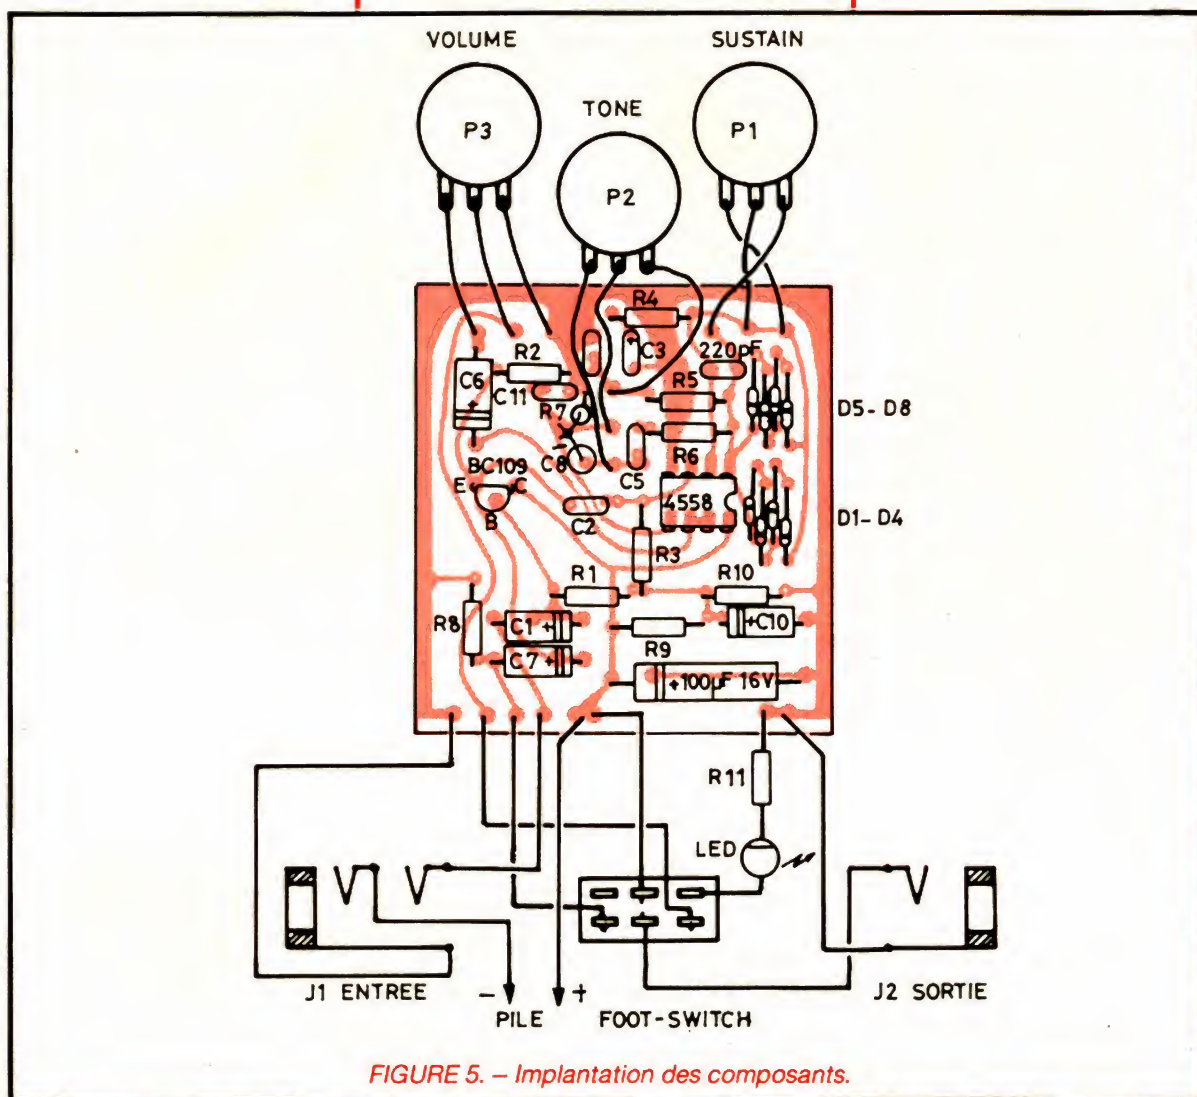 VOLUME
SUSTAIN
TONE
P3
P1
P2
R4
R2
C3
220pF
C6
+
C11
R5
D5-D8
R7
R6
C8
C5
BC109
E
C
B
4558
C2
D1-D4
R3
R1
R10
R8
C1 +
+C10
C7 +
R9
+100µF 16V
R11
LED
J1 ENTREE
- +
J2 SORTIE
PILE
FOOT-SWITCH
FIGURE 5. – Implantation des composants.